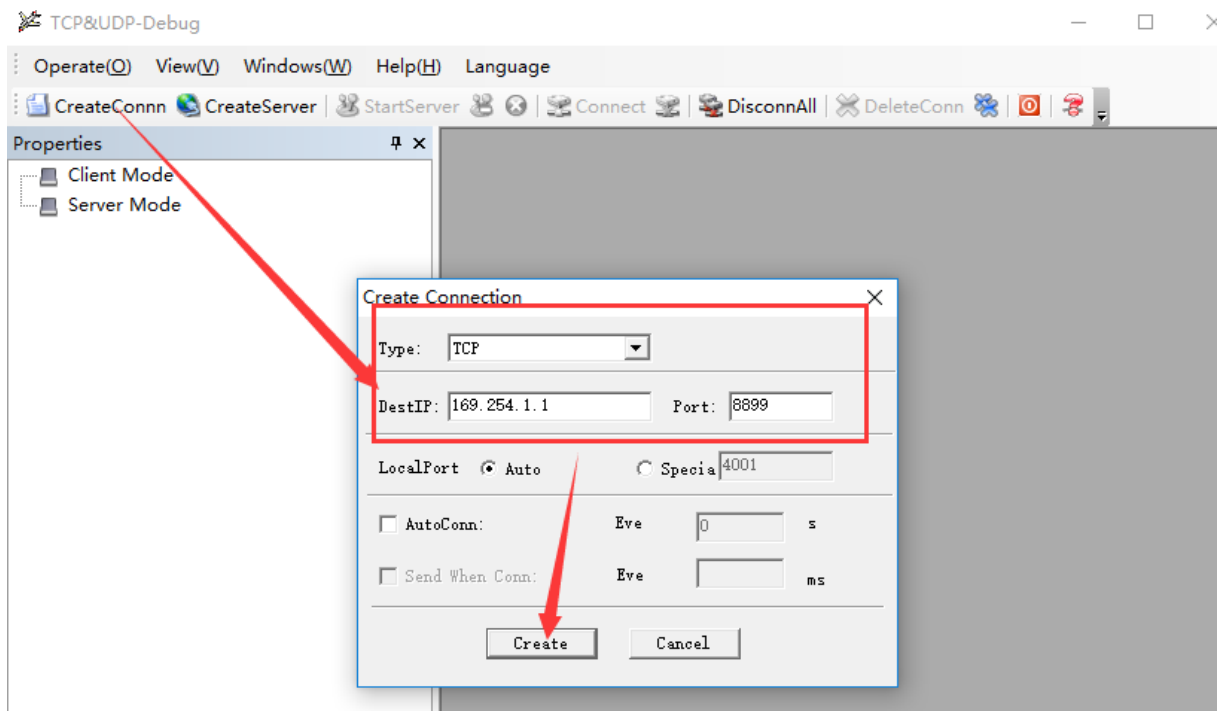 TCP&UDP-Debug
Operate(O) View(V) Windows(W) Help(H) Language
CreateConnn CreateServer StartServer Connect DisconnAll DeleteConn
Properties
Client Mode
Server Mode
Create Connection
Type: TCP
DestIP: 169.254.1.1 Port: 8899
LocalPort Auto Specia 4001
AutoConn: Eve 0 s
Send When Conn: Eve ms
Create Cancel